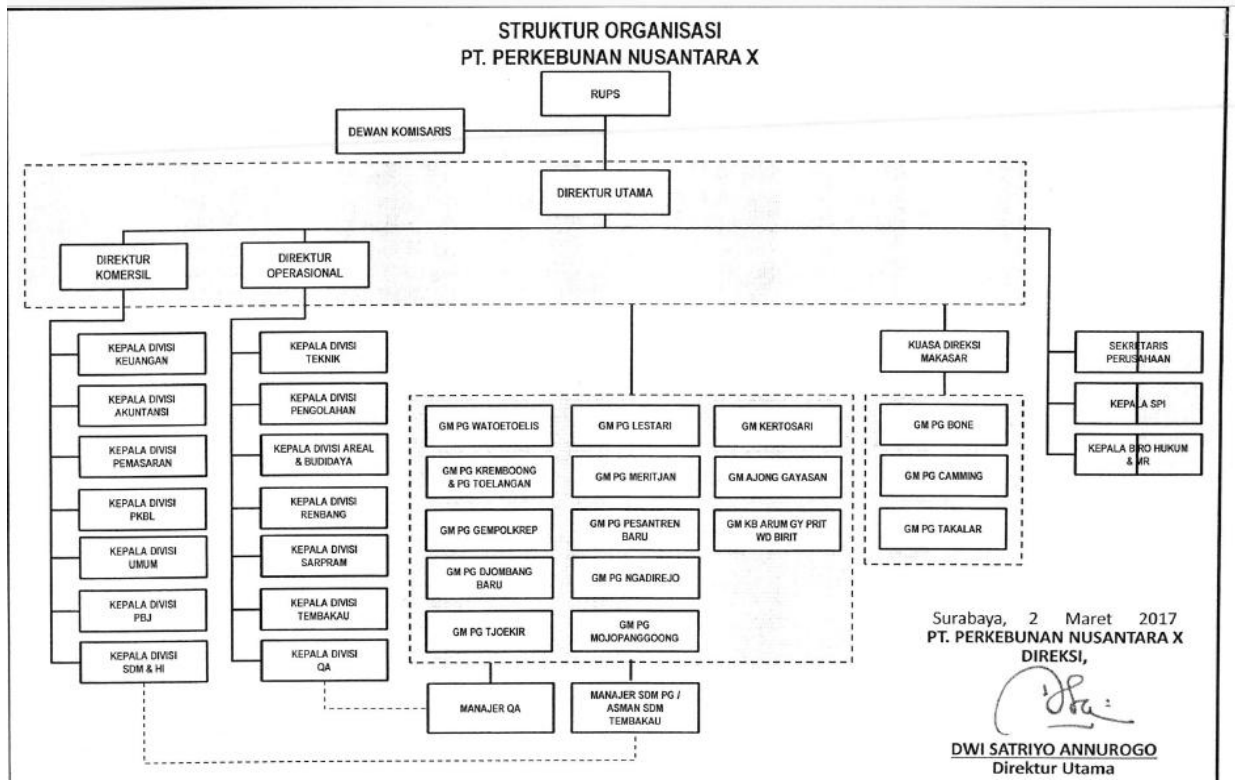 STRUKTUR ORGANISASI
PT. PERKEBUNAN NUSANTARA X
RUPS
DEWAN KOMISARIS
DIREKTUR UTAMA
DIREKTUR
KOMERSIL
DIREKTUR
OPERASIONAL
KEPALA DIVISI
KEUANGAN
KEPALA DIVISI
AKUNTANSI
KEPALA DIVISI
PEMASARAN
KEPALA DIVISI
PKBL
KEPALA DIVISI
UMUM
KEPALA DIVISI
PBJ
KEPALA DIVISI
SDM & HI
KEPALA DIVISI
TEKNIK
KEPALA DIVISI
PENGOLAHAN
KEPALA DIVISI AREAL
& BUDIDAYA
KEPALA DIVISI
RENBANG
KEPALA DIVISI
SARPRAM
KEPALA DIVISI
TEMBAKAU
KEPALA DIVISI
QA
GM PG WATOETOELIS
GM PG KREMBOONG
& PG TOELANGAN
GM PG GEMPOLKREP
GM PG DJOMBANG
BARU
GM PG TJOEKIR
GM PG LESTARI
GM PG MERITJAN
GM PG PESANTREN
BARU
GM PG NGADIREJO
GM PG
MOJOPANGGOONG
GM KERTOSARI
GM AJONG GAYASAN
GM KB ARUM GY PRIT
WD BIRIT
MANAJER QA
MANAJER SDM PG /
ASMAN SDM
TEMBAKAU
KUASA DIREKSI
MAKASAR
GM PG BONE
GM PG CAMMING
GM PG TAKALAR
SEKRETARIS
PERUSAHAAN
KEPALA SPI
KEPALA BIRO HUKUM
& MR
Surabaya, 2 Maret 2017
PT. PERKEBUNAN NUSANTARA X
DIREKSI,
DWI SATRIYO ANNUROGO
Direktur Utama